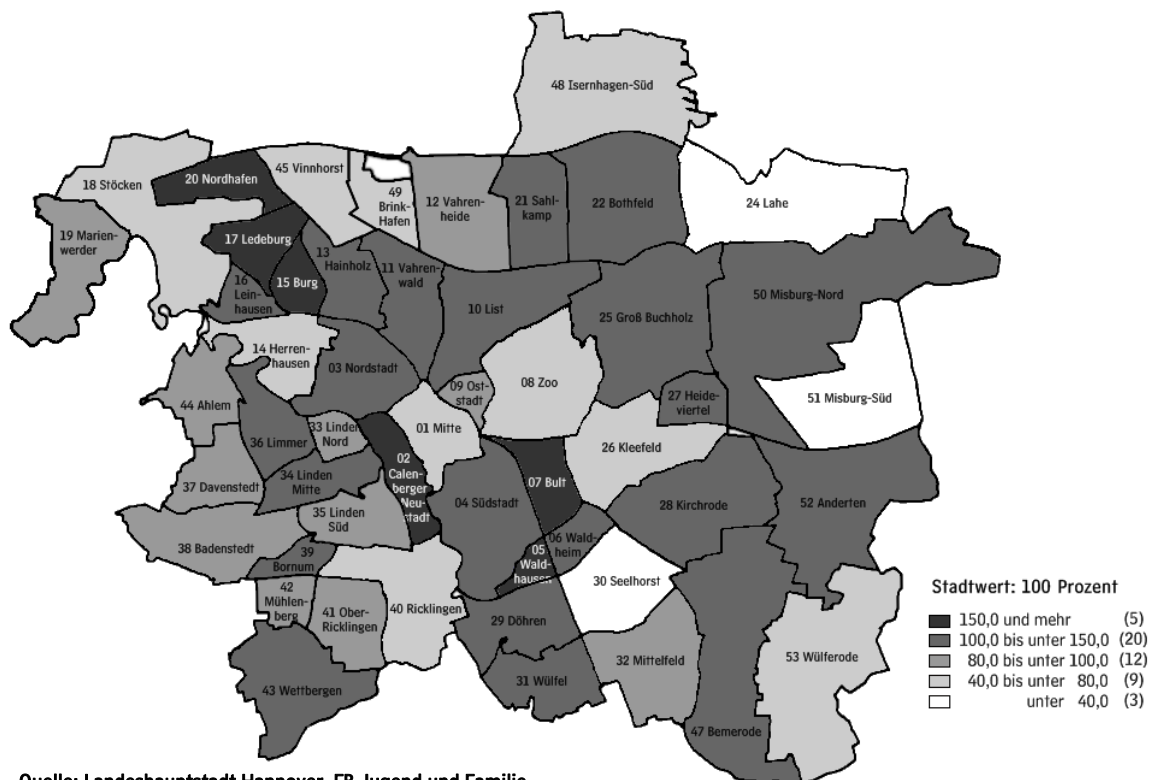 48 Isernhagen-Süd
18 Stöcken
20 Nordhafen
45 Vinnhorst
49
Brink-
Hafen
12 Vahren-
heide
21 Sahl-
kamp
22 Bothfeld
24 Lahe
19 Marien-
werder
17 Ledeburg
13
Hainholz
11 Vahren-
wald
16
Lein-
hausen
15 Burg
10 List
25 Groß Buchholz
50 Misburg-Nord
14 Herren-
hausen
03 Nordstadt
09 Ost-
stadt
08 Zoo
27 Heide-
viertel
51 Misburg-Süd
44 Ahlem
36 Limmer
33 Linden
Nord
01 Mitte
26 Kleefeld
02
Calen-
berger
Neu-
stadt
37 Davenstedt
34 Linden
Mitte
07 Bult
04 Südstadt
28 Kirchrode
52 Anderten
35 Linden
Süd
38 Badenstedt
39
Bornum
06 Wald-
heim
05
Wald-
hausen
30 Seelhorst
42
Mühlen-
berg
41 Ober-
Ricklingen
40 Ricklingen
29 Döhren
32 Mittelfeld
53 Wülferode
43 Wettbergen
31 Wülfel
47 Bemerode
Stadtwert: 100 Prozent
150,0 und mehr (5)
100,0 bis unter 150,0 (20)
80,0 bis unter 100,0 (12)
40,0 bis unter 80,0 (9)
unter 40,0 (3)
Quelle: Landeshauptstadt Hannover, FB Jugend und Familie